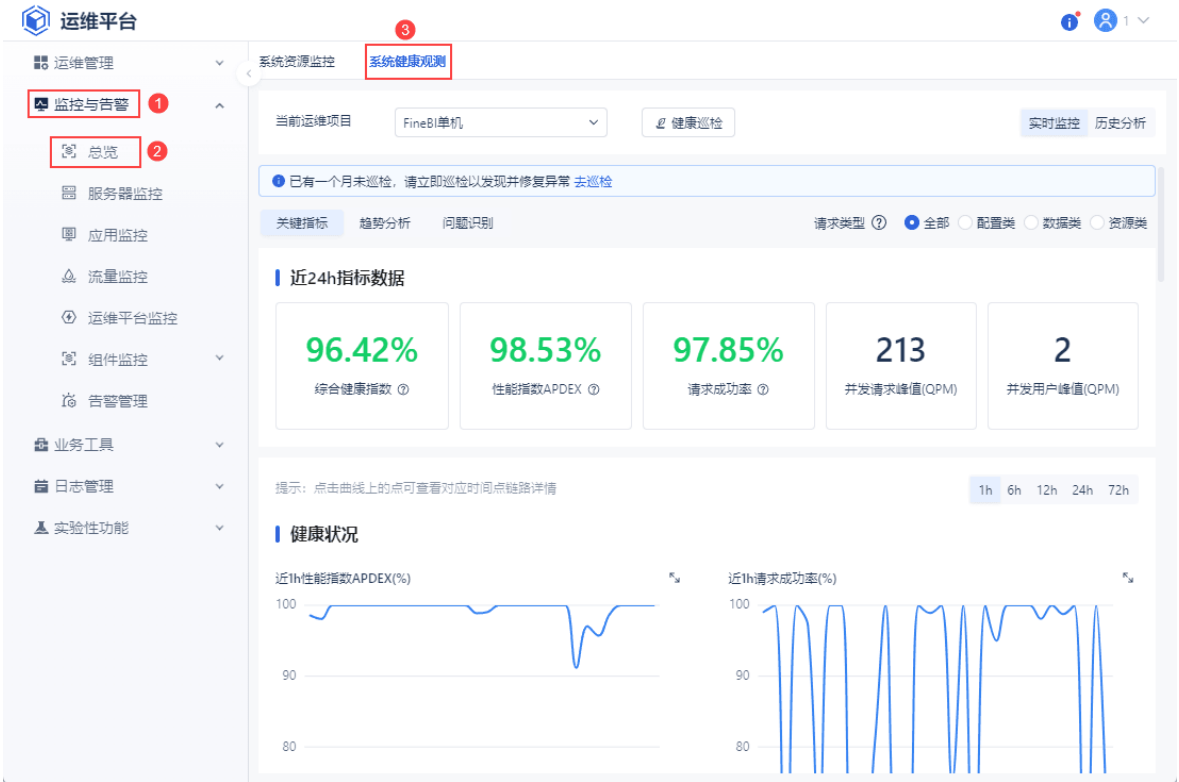 运维平台
1
3
运维管理
系统资源监控 系统健康观测
监控与告警 1
总览 2
服务器监控
应用监控
流量监控
运维平台监控
组件监控
告警管理
业务工具
日志管理
实验性功能
当前运维项目 FineBI单机 健康巡检 实时监控 历史分析
已有一个月未巡检，请立即巡检以发现并修复异常 去巡检
关键指标 趋势分析 问题识别 请求类型 全部 配置类 数据类 资源类
近24h指标数据
96.42% 98.53% 97.85% 213 2
综合健康指数 性能指数APDEX 请求成功率 并发请求峰值(QPM) 并发用户峰值(QPM)
提示：点击曲线上的点可查看对应时间点链路详情 1h 6h 12h 24h 72h
健康状况
近1h性能指数APDEX(%) 近1h请求成功率(%)
100 100
90 90
80 80